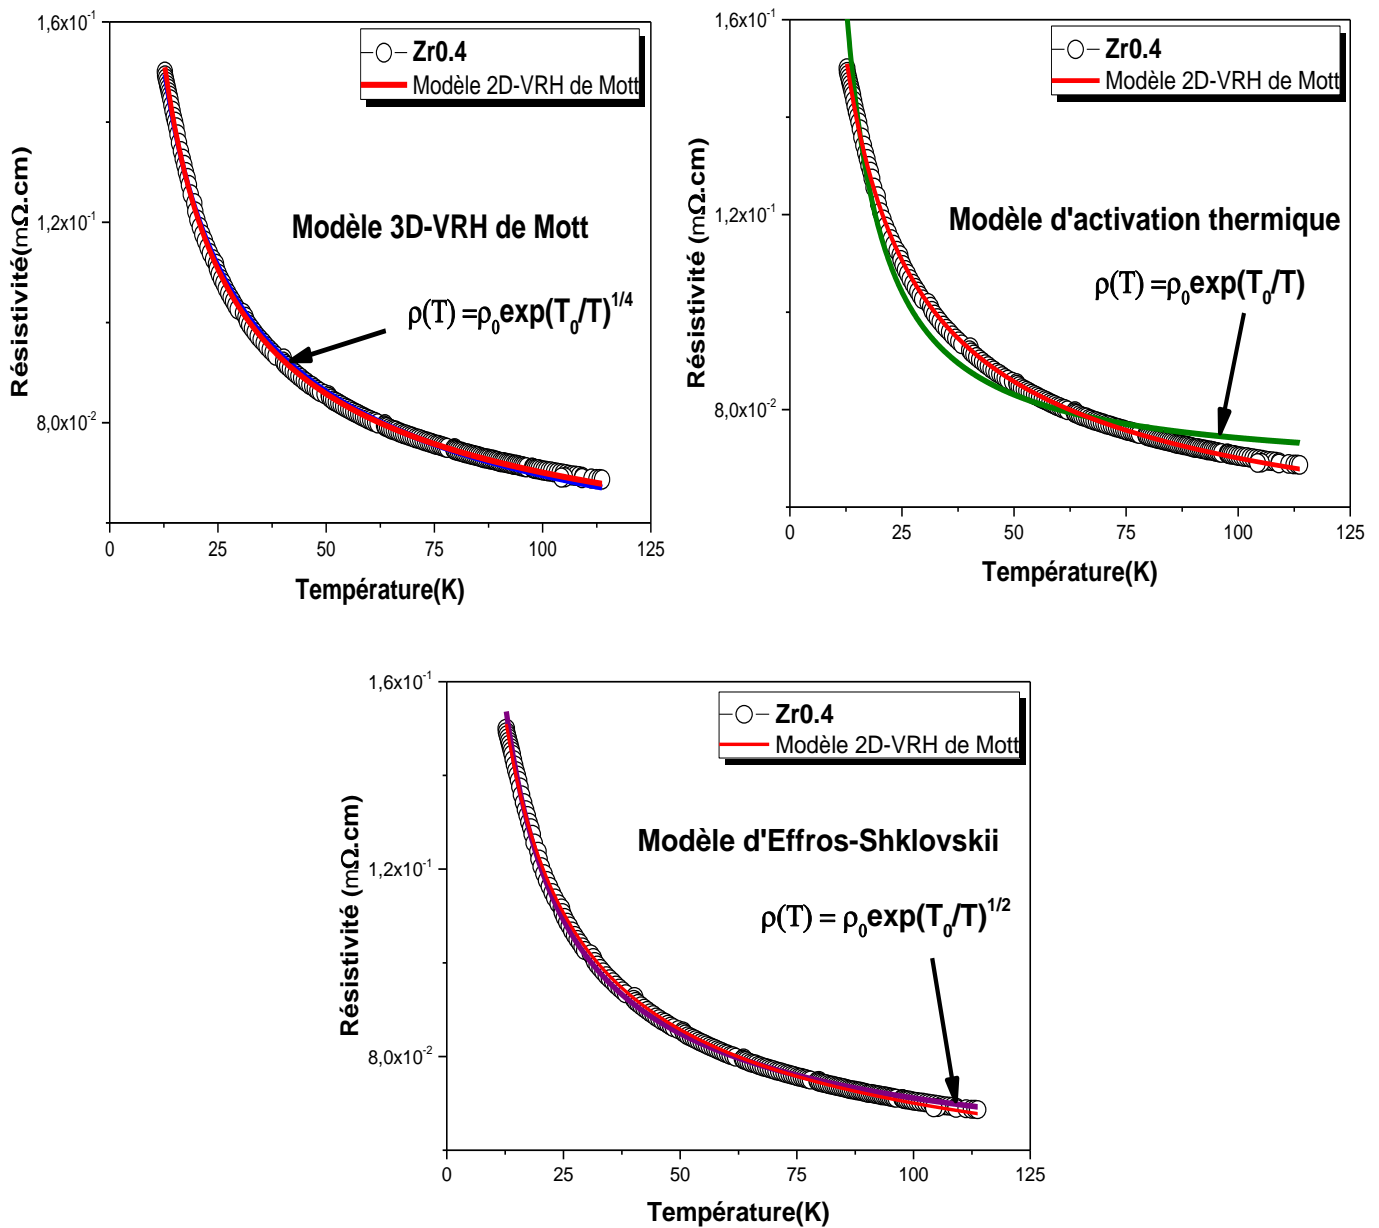 1,6x10⁻¹
1,2x10⁻¹
8,0x10⁻²
0 25 50 75 100 125
Résistivité(mΩ.cm)
Température(K)
Zr0.4
Modèle 2D-VRH de Mott
Modèle 3D-VRH de Mott
ρ(T) =ρ₀exp(T₀/T)^1/4
1,6x10⁻¹
1,2x10⁻¹
8,0x10⁻²
0 25 50 75 100 125
Résistivité (mΩ.cm)
Température(K)
Zr0.4
Modèle 2D-VRH de Mott
Modèle d'activation thermique
ρ(T) =ρ₀exp(T₀/T)
1,6x10⁻¹
1,2x10⁻¹
8,0x10⁻²
0 25 50 75 100 125
Résistivité (mΩ.cm)
Température(K)
Zr0.4
Modèle 2D-VRH de Mott
Modèle d'Effros-Shklovskii
ρ(T) = ρ₀exp(T₀/T)^1/2